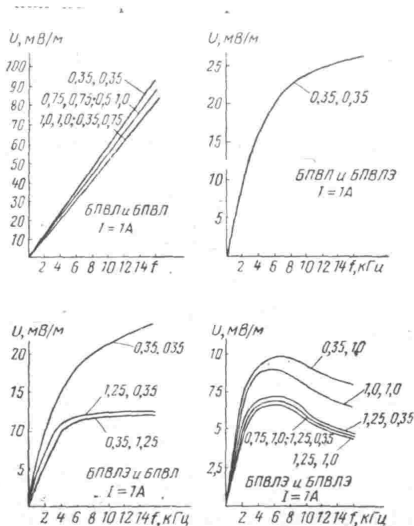 U, мВ/м
100
90
80
70
60
50
40
30
20
10
0,35, 0,35
0,75, 0,75; 0,5 1,0
1,0, 1,0; 0,35, 0,75
БПВЛ и БПВЛ
I = 1А
2 4 6 8 10 12 14 f,
U, мВ/м
25
20
15
10
5
0,35, 0,35
БПВЛ и БПВЛЭ
I = 1А
2 4 6 8 10 12 14 f, кГц
U, мВ/м
20
15
10
5
0,35, 035
1,25, 0,35
0,35, 1,25
БПВЛЭ и БПВЛ
I = 1А
2 4 6 8 10 12 14 f, кГц
U, мВ/м
10
7,5
5
2,5
0,35, 1,0
1,0, 1,0
1,25, 0,35
0,75, 1,0; 1,25, 0,35
1,25, 1,0
БПВЛЭ и БПВЛЭ
I = 1А
2 4 6 8 10 12 14 f, кГц